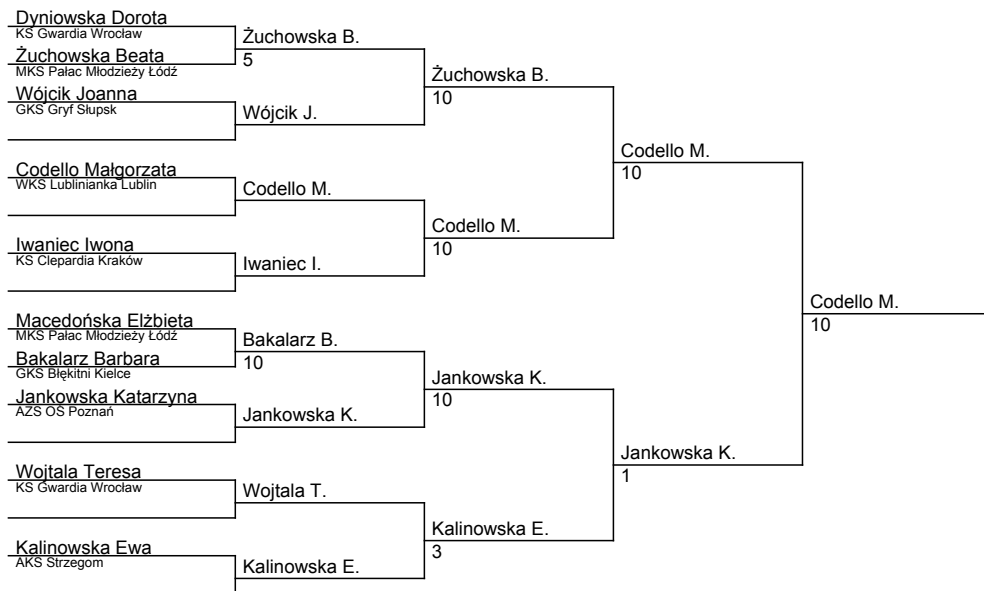 Dyniowska Dorota
KS Gwardia Wrocław
Żuchowska Beata
MKS Pałac Młodzieży Łódź
Wójcik Joanna
GKS Gryf Słupsk
Codello Małgorzata
WKS Lublinianka Lublin
Iwaniec Iwona
KS Clepardia Kraków
Macedońska Elżbieta
MKS Pałac Młodzieży Łódź
Bakalarz Barbara
GKS Błękitni Kielce
Jankowska Katarzyna
AZS OŚ Poznań
Wojtala Teresa
KS Gwardia Wrocław
Kalinowska Ewa
AKS Strzegom
Żuchowska B.
5
Wójcik J.
Codello M.
Iwaniec I.
Bakalarz B.
10
Jankowska K.
Wojtala T.
Kalinowska E.
Żuchowska B.
10
Codello M.
10
Jankowska K.
10
Kalinowska E.
3
Codello M.
10
Jankowska K.
1
Codello M.
10